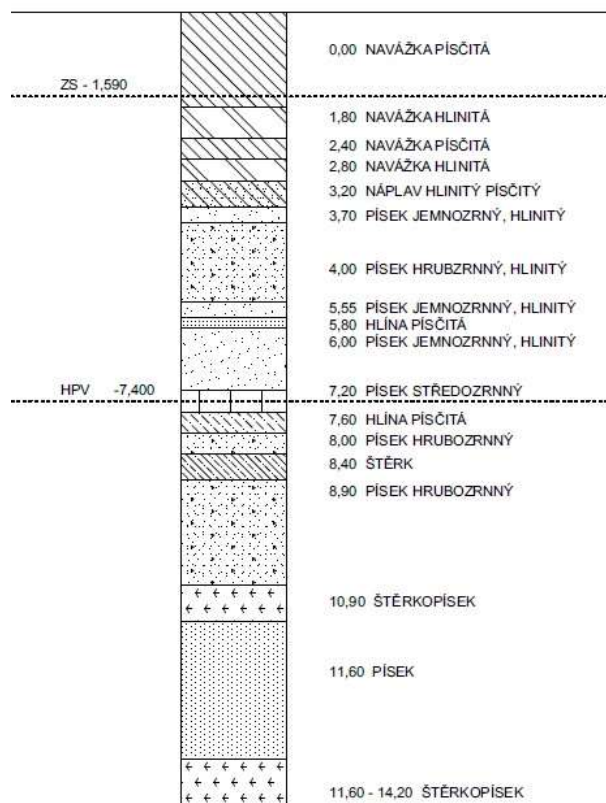 0,00 NAVÁŽKA PÍSČITÁ
ZS - 1,590
1,80 NAVÁŽKA HLINITÁ
2,40 NAVÁŽKA PÍSČITÁ
2,80 NAVÁŽKA HLINITÁ
3,20 NÁPLAV HLINITÝ PÍSČITÝ
3,70 PÍSEK JEMNOZRNÝ, HLINITÝ
4,00 PÍSEK HRUBZRNNÝ, HLINITÝ
5,55 PÍSEK JEMNOZRNNÝ, HLINITÝ
5,80 HLÍNA PÍSČITÁ
6,00 PÍSEK JEMNOZRNNÝ, HLINITÝ
HPV -7,400
7,20 PÍSEK STŘEDOZRNNÝ
7,60 HLÍNA PÍSČITÁ
8,00 PÍSEK HRUBOZRNNÝ
8,40 ŠTĚRK
8,90 PÍSEK HRUBOZRNNÝ
10,90 ŠTĚRKOPÍSEK
11,60 PÍSEK
11,60 - 14,20 ŠTĚRKOPÍSEK